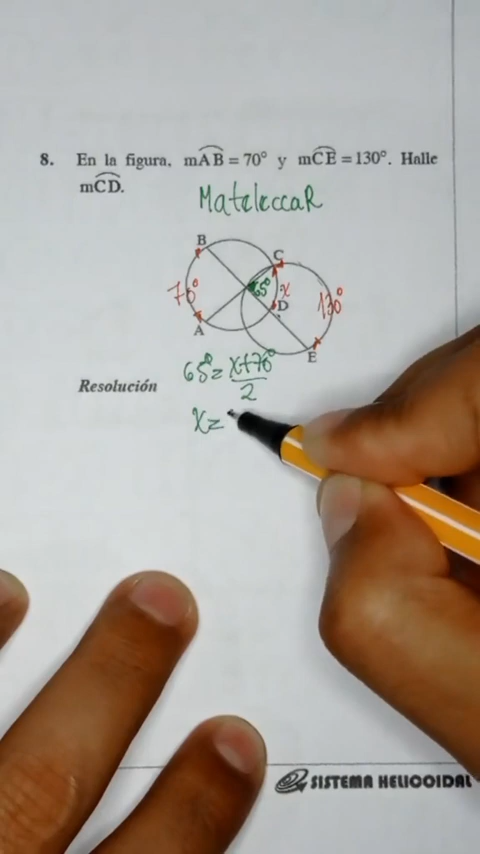 8. En la figura, mAB = 70° y mCE = 130°. Halle
mCD.
MateleccaR
B
C
70°
65°
x
D
130°
A
E
Resolución
65° = x+70°
2
x=
SISTEMA HELICOIDAL